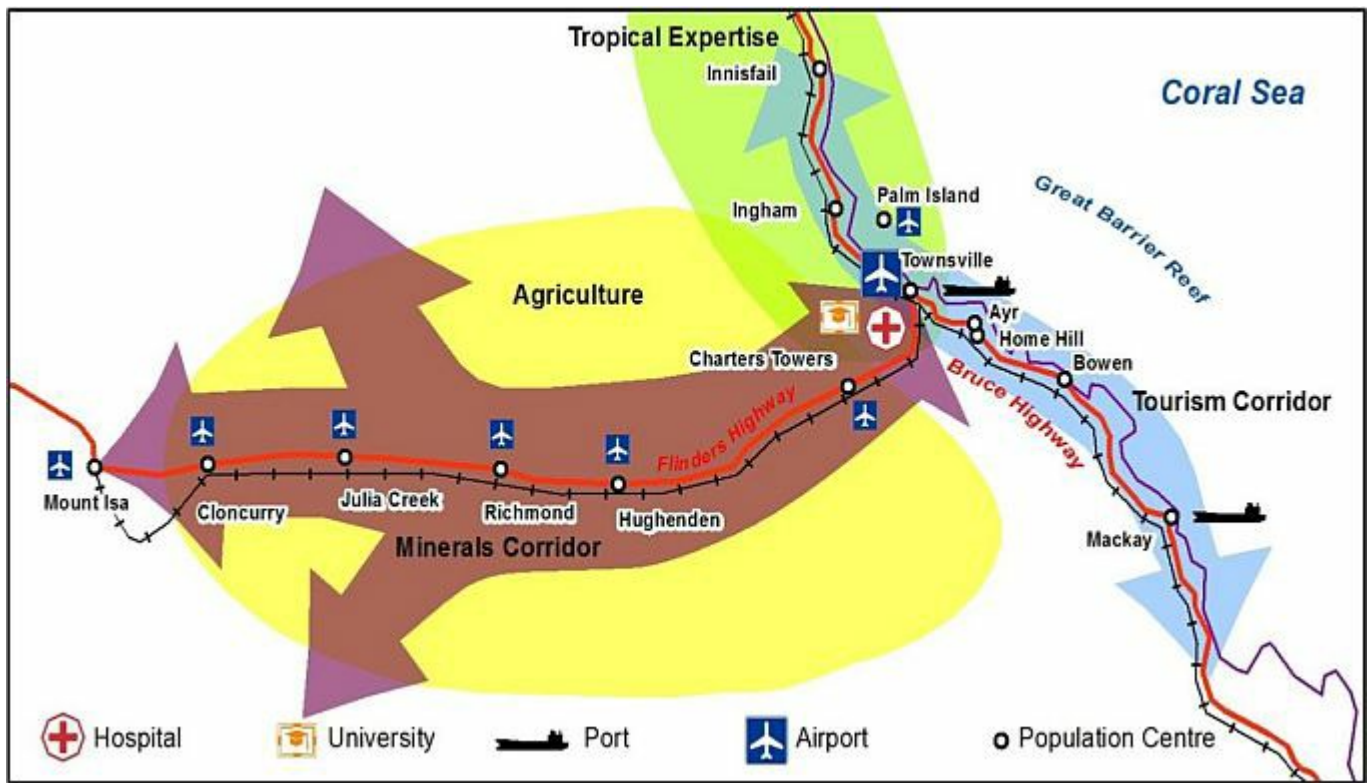 Tropical Expertise
Innisfail
Coral Sea
Great Barrier Reef
Palm Island
Ingham
Townsville
Agriculture
Ayr
Home Hill
Charters Towers
Bowen
Bruce Highway
Tourism Corridor
Flinders Highway
Mount Isa
Cloncurry
Julia Creek
Richmond
Hughenden
Minerals Corridor
Mackay
Hospital
University
Port
Airport
Population Centre